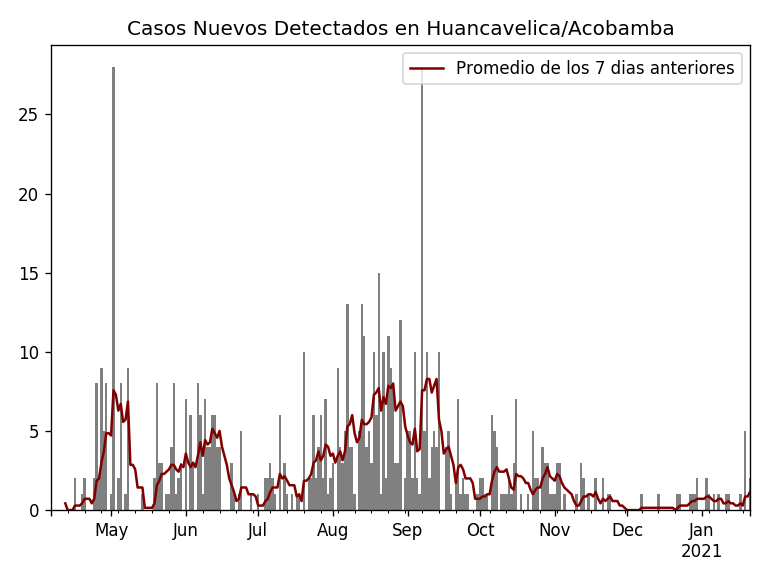 Casos Nuevos Detectados en Huancavelica/Acobamba
Promedio de los 7 dias anteriores
25
20
15
10
5
0
May Jun Jul Aug Sep Oct Nov Dec Jan
2021